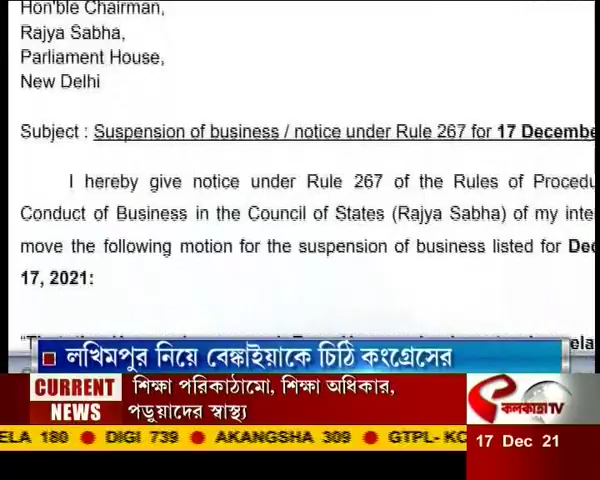 Hon'ble Chairman,
Rajya Sabha,
Parliament House,
New Delhi
Subject : Suspension of business / notice under Rule 267 for 17 Decembe
I hereby give notice under Rule 267 of the Rules of Procedu
Conduct of Business in the Council of States (Rajya Sabha) of my inte
move the following motion for the suspension of business listed for Dec
17, 2021:
লখিমপুর নিয়ে বেঙ্কাইয়াকে চিঠি কংগ্রেসের
CURRENT NEWS
শিক্ষা পরিকাঠামো, শিক্ষা অধিকার,
পড়ুয়াদের স্বাস্থ্য
কলকাতা TV
ELA 180 DIGI 739 AKANGSHA 309 GTPL- KO
17 Dec 21